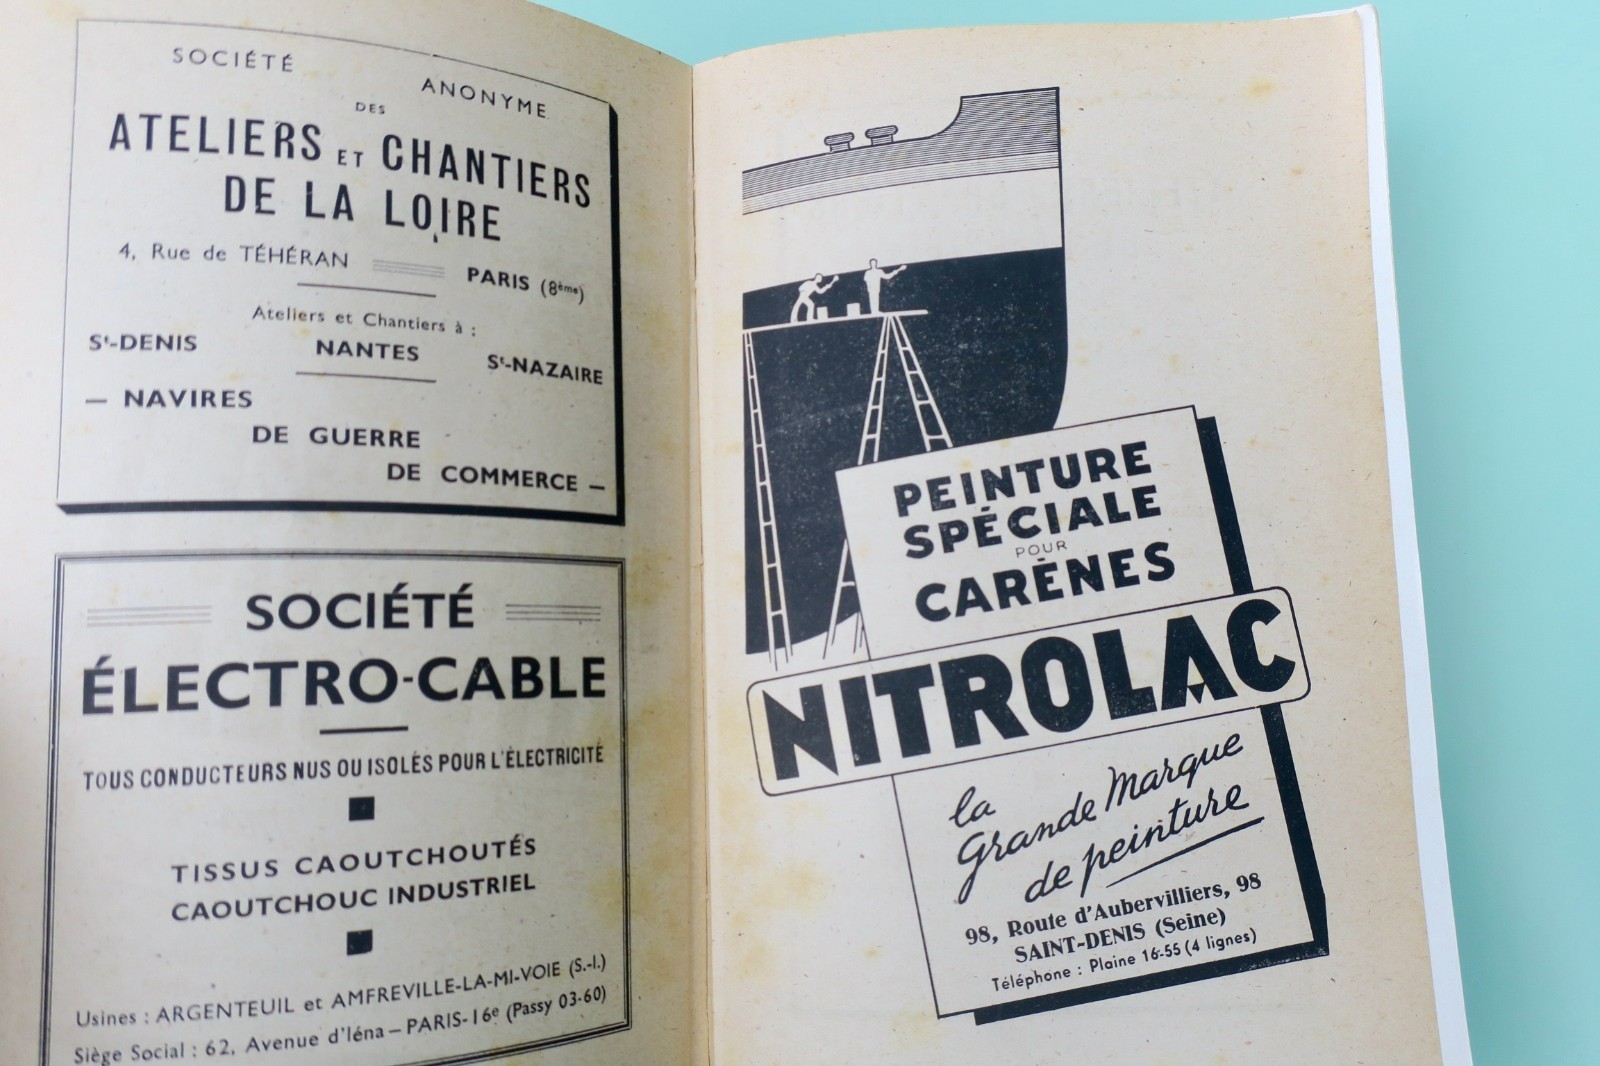 SOCIÉTÉ ANONYME
DES
ATELIERS ET CHANTIERS
DE LA LOIRE
4, Rue de TÉHÉRAN PARIS (8ème)
Ateliers et Chantiers à :
St-DENIS NANTES St-NAZAIRE
— NAVIRES
DE GUERRE
DE COMMERCE —
SOCIÉTÉ
ÉLECTRO-CABLE
TOUS CONDUCTEURS NUS OU ISOLÉS POUR L'ÉLECTRICITÉ
TISSUS CAOUTCHOUTÉS
CAOUTCHOUC INDUSTRIEL
Usines : ARGENTEUIL et AMFREVILLE-LA-MI-VOIE (S.-I.)
Siège Social : 62, Avenue d'Iéna — PARIS-16e (Passy 03-60)
PEINTURE
SPÉCIALE
POUR
CARÈNES
NITROLAC
la
Grande Marque
de peinture
98, Route d'Aubervilliers, 98
SAINT-DENIS (Seine)
Téléphone : Plaine 16-55 (4 lignes)